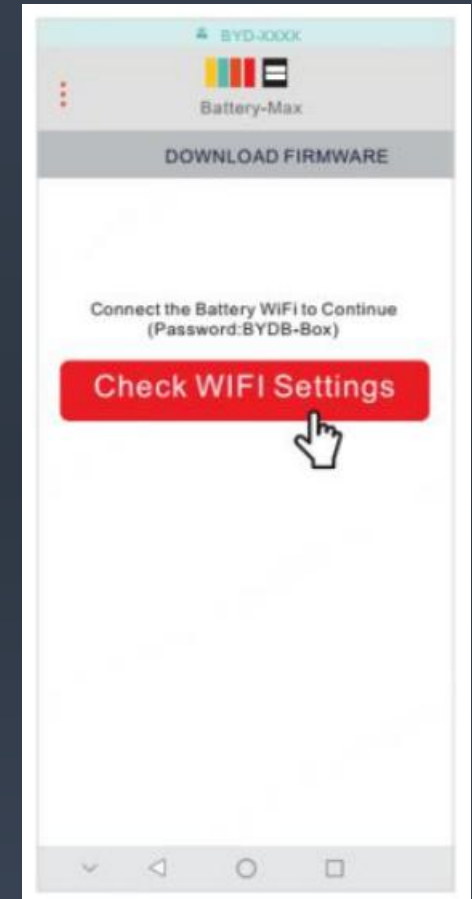 BYD-XXXX
Battery-Max
DOWNLOAD FIRMWARE
Connect the Battery WiFi to Continue
(Password:BYDB-Box)
Check WIFI Settings